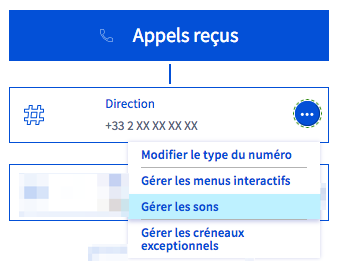 Appels reçus
Direction
+33 2 XX XX XX XX
Modifier le type du numéro
Gérer les menus interactifs
Gérer les sons
Gérer les créneaux
exceptionnels